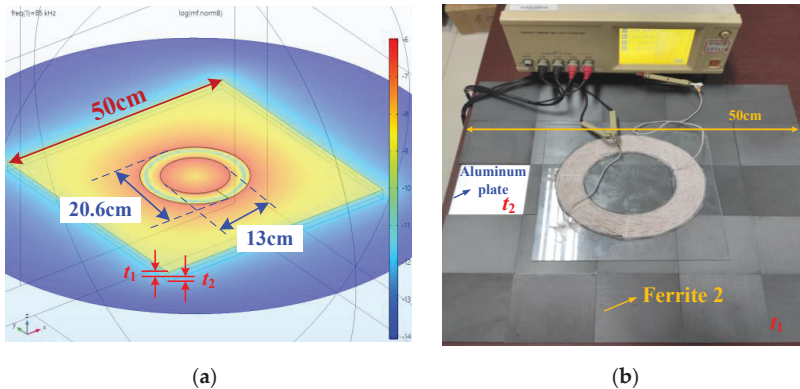 freq(1)=85 kHz
log(mf.normB)
-6
-7
-8
-9
-10
-11
-12
-13
-14
50cm
20.6cm
13cm
t₁
t₂
y
z
x
(a)
50cm
Aluminum
plate
t₂
Ferrite 2
t₁
(b)